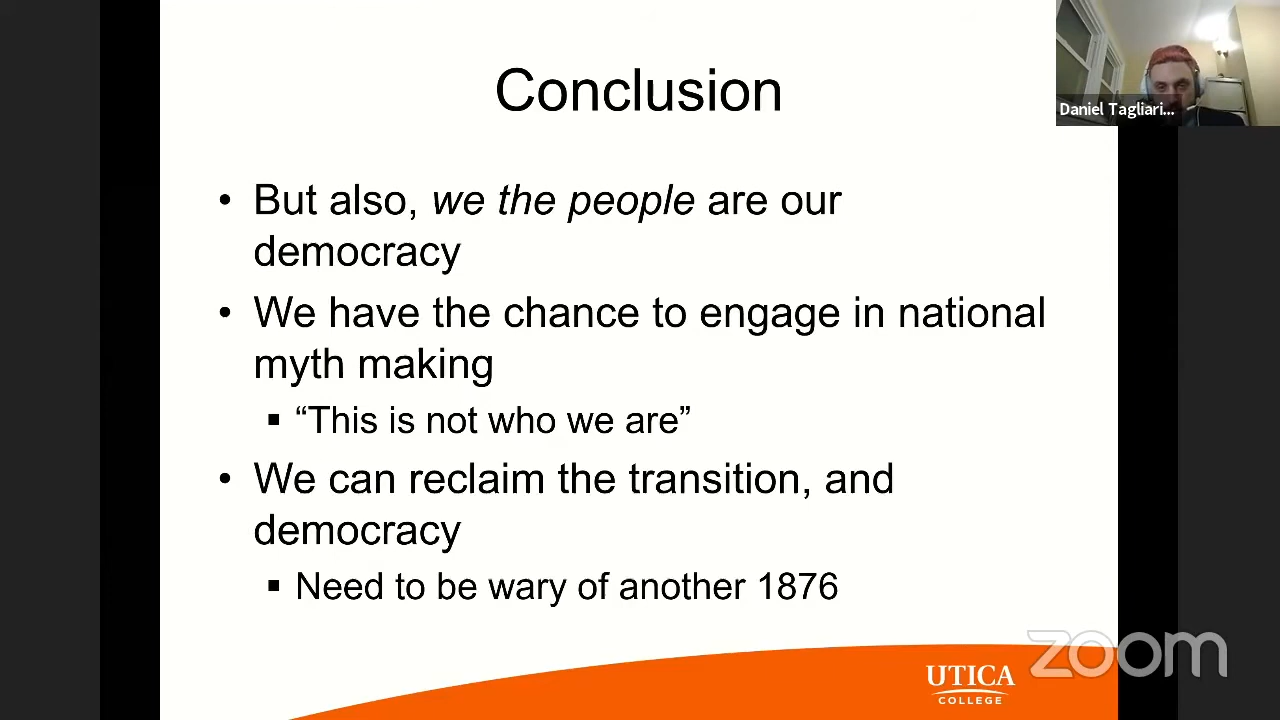 Conclusion
Daniel Tagliari...
• But also, we the people are our
democracy
• We have the chance to engage in national
myth making
▪ “This is not who we are”
• We can reclaim the transition, and
democracy
▪ Need to be wary of another 1876
zoom
UTICA
COLLEGE